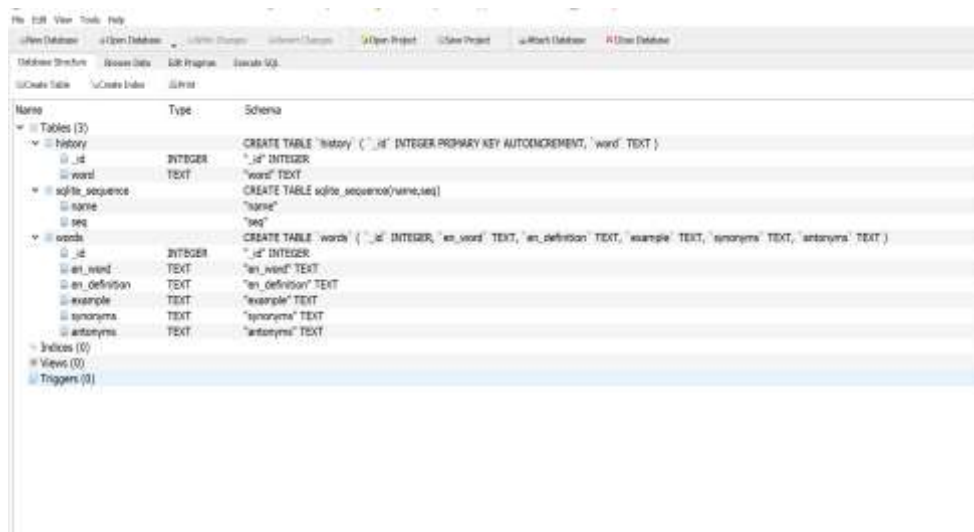 File Edit View Tools Help
New Database Open Database Write Changes Revert Changes Open Project Save Project Attach Database Close Database
Database Structure Browse Data Edit Pragmas Execute SQL
Create Table Create Index Print
Name Type Schema
Tables (3)
history CREATE TABLE `history` ( `_id` INTEGER PRIMARY KEY AUTOINCREMENT, `word` TEXT )
_id INTEGER "_id" INTEGER
word TEXT "word" TEXT
sqlite_sequence CREATE TABLE sqlite_sequence(name,seq)
name "name"
seq "seq"
words CREATE TABLE `words` ( `_id` INTEGER, `en_word` TEXT, `en_definition` TEXT, `example` TEXT, `synonyms` TEXT, `antonyms` TEXT )
_id INTEGER "_id" INTEGER
en_word TEXT "en_word" TEXT
en_definition TEXT "en_definition" TEXT
example TEXT "example" TEXT
synonyms TEXT "synonyms" TEXT
antonyms TEXT "antonyms" TEXT
Indices (0)
Views (0)
Triggers (0)